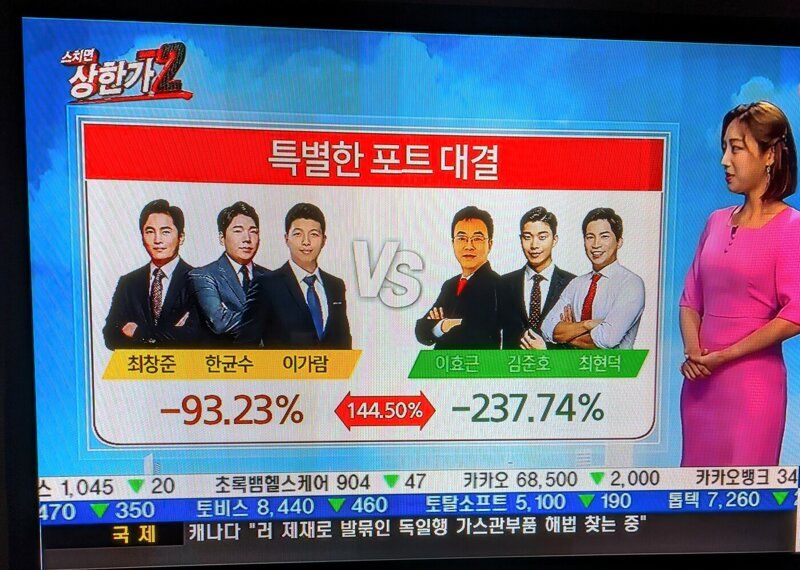 스치면
상한가2
특별한 포트 대결
VS
최창준 한균수 이가람
이효근 김준호 최현덕
-93.23% 144.50% -237.74%
스 1,045 ▼ 20 초록뱀헬스케어 904 ▼ 47 카카오 68,500 ▼ 2,000 카카오뱅크 34
470 ▼ 350 토비스 8,440 ▼ 460 토탈소프트 5,100 ▼ 190 톱텍 7,260 ▼
국제 캐나다 "러 제재로 발묶인 독일행 가스관부품 해법 찾는 중"